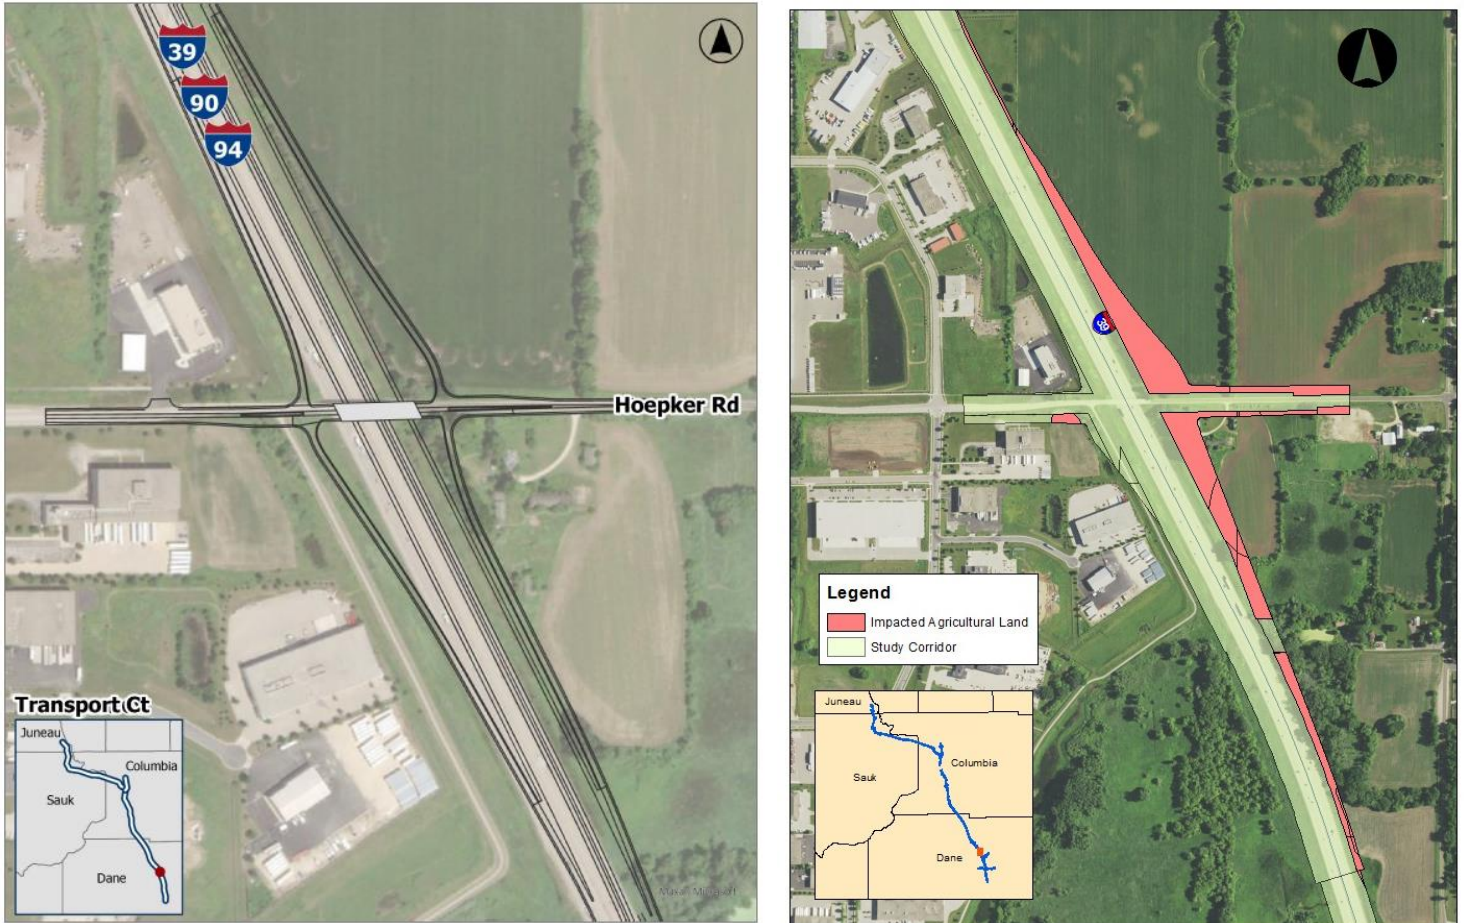 39
90
94
Hoepker Rd
Transport Ct
Juneau
Columbia
Sauk
Dane
39
Legend
Impacted Agricultural Land
Study Corridor
Juneau
Columbia
Sauk
Dane